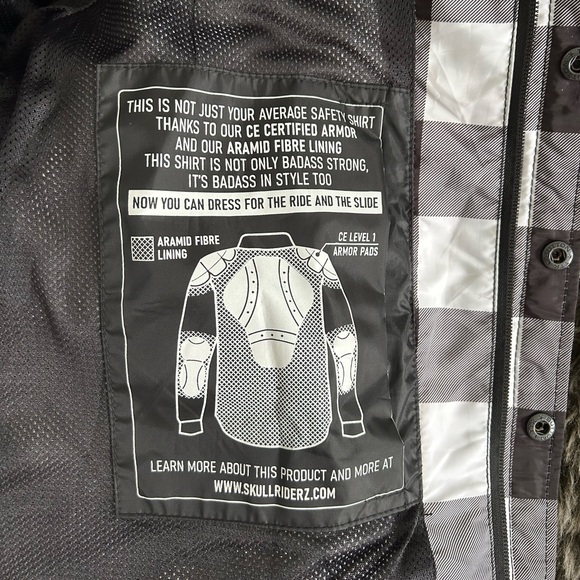 THIS IS NOT JUST YOUR AVERAGE SAFETY SHIRT
THANKS TO OUR CE CERTIFIED ARMOR
AND OUR ARAMID FIBRE LINING
THIS SHIRT IS NOT ONLY BADASS STRONG,
IT'S BADASS IN STYLE TOO
NOW YOU CAN DRESS FOR THE RIDE AND THE SLIDE
ARAMID FIBRE
LINING
CE LEVEL 1
ARMOR PADS
LEARN MORE ABOUT THIS PRODUCT AND MORE AT
WWW.SKULLRIDERZ.COM